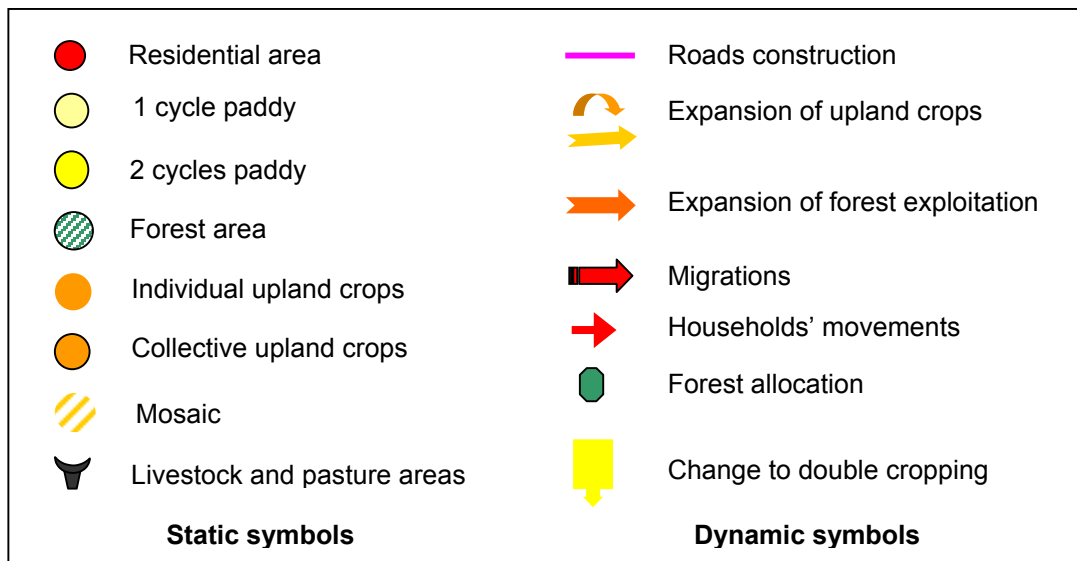 Residential area
1 cycle paddy
2 cycles paddy
Forest area
Individual upland crops
Collective upland crops
Mosaic
Livestock and pasture areas
Static symbols
Roads construction
Expansion of upland crops
Expansion of forest exploitation
Migrations
Households’ movements
Forest allocation
Change to double cropping
Dynamic symbols